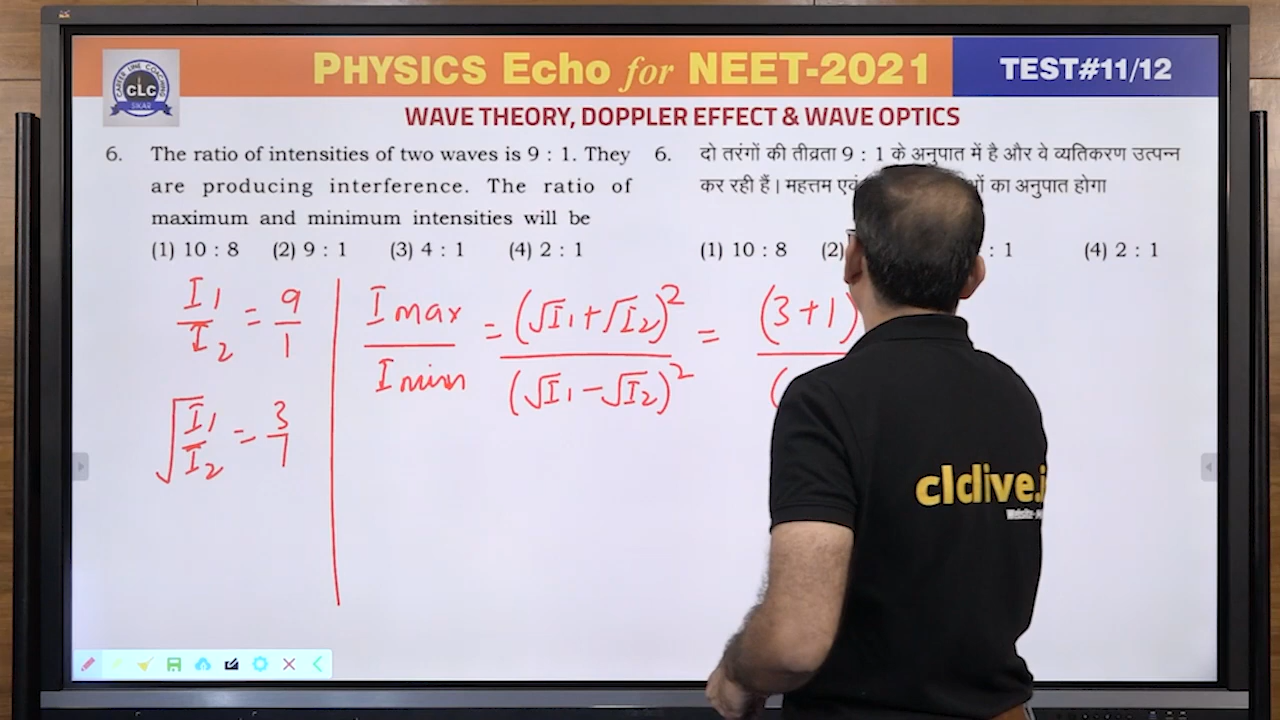 CAREER LINE COACHING
CLC
SIKAR
PHYSICS Echo for NEET-2021
TEST#11/12
WAVE THEORY, DOPPLER EFFECT & WAVE OPTICS
6. The ratio of intensities of two waves is 9 : 1. They
are producing interference. The ratio of
maximum and minimum intensities will be
(1) 10 : 8 (2) 9 : 1 (3) 4 : 1 (4) 2 : 1
6. दो तरंगों की तीव्रता 9 : 1 के अनुपात में है और वे व्यतिकरण उत्पन्न
कर रही हैं। महत्तम एवं का अनुपात होगा
(1) 10 : 8 (2) : 1 (4) 2 : 1
I₁/I₂ = 9/1
√I₁/I₂ = 3/1
I max/I min = (√I₁+√I₂)²/(√I₁-√I₂)² = (3+1)/(
clclive.i